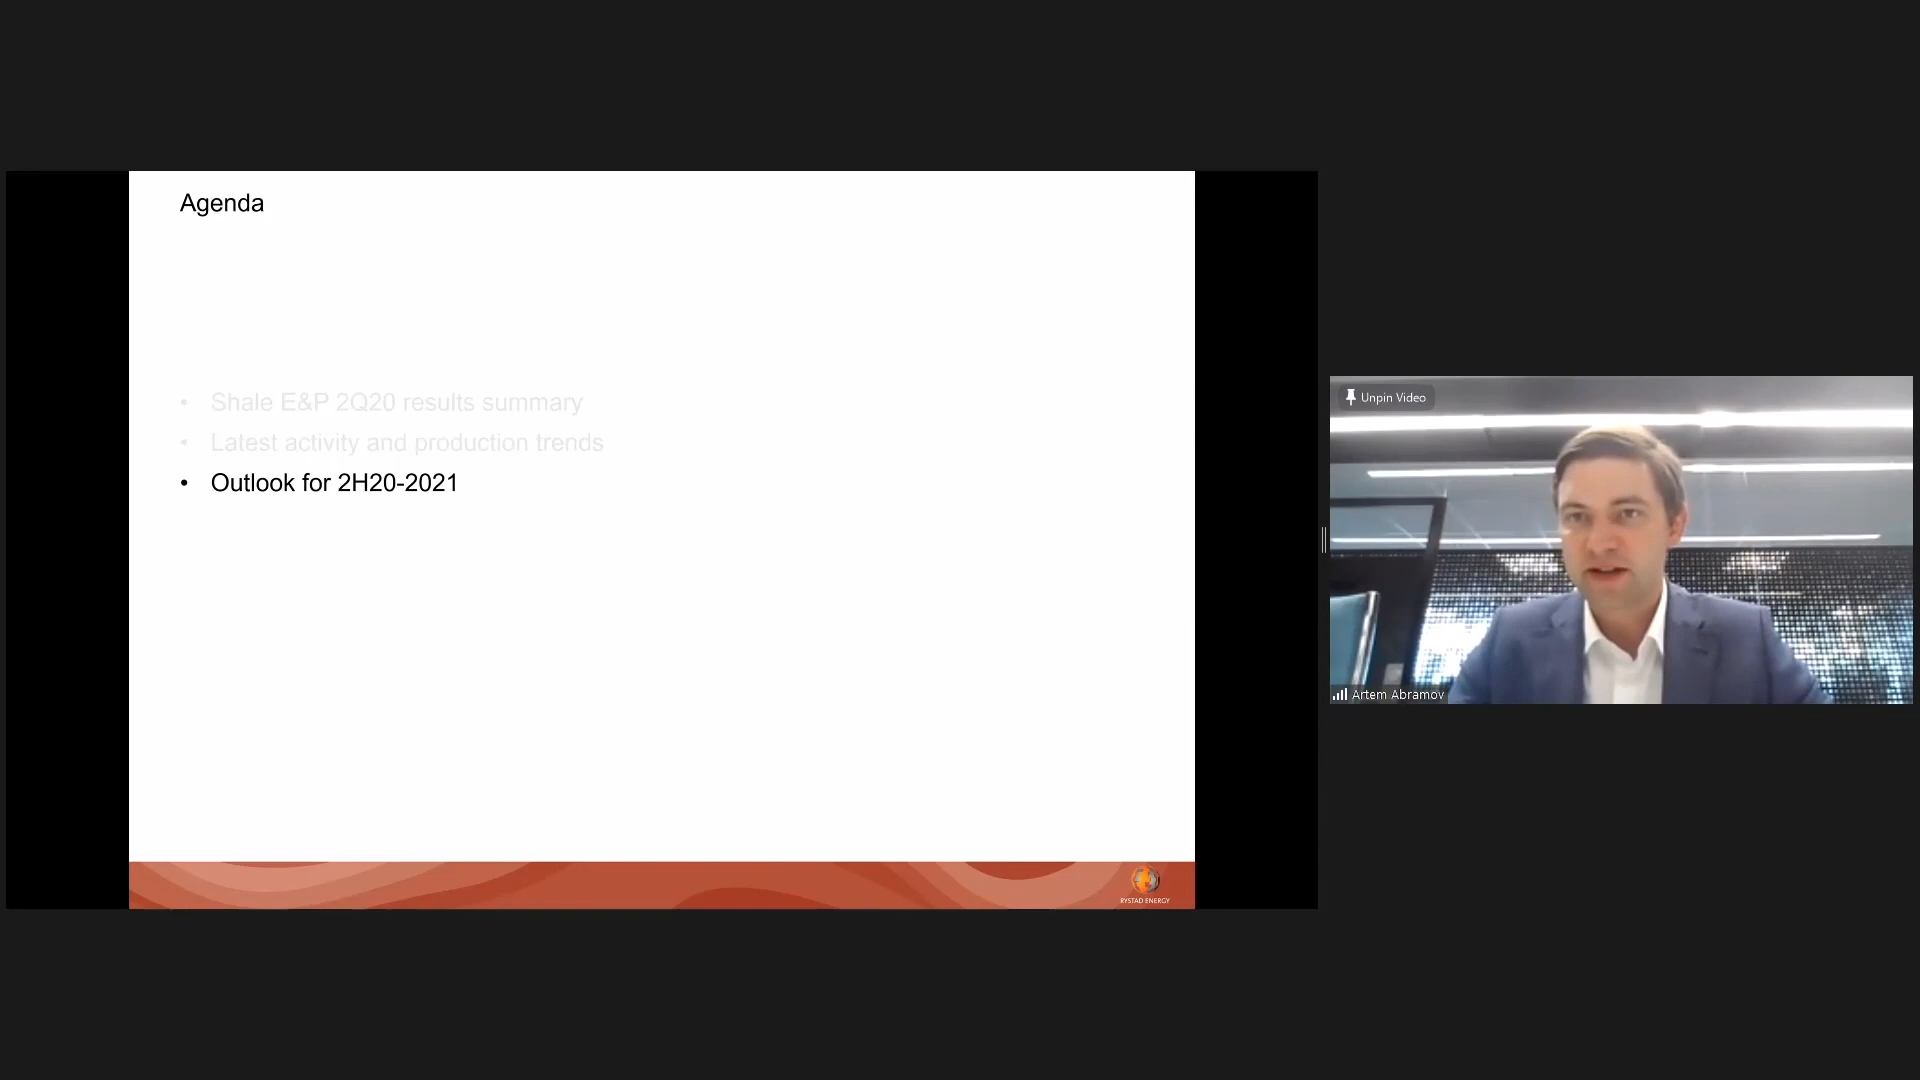 Agenda
• Shale E&P 2Q20 results summary
• Latest activity and production trends
• Outlook for 2H20-2021
RYSTAD ENERGY
Unpin Video
Artem Abramov